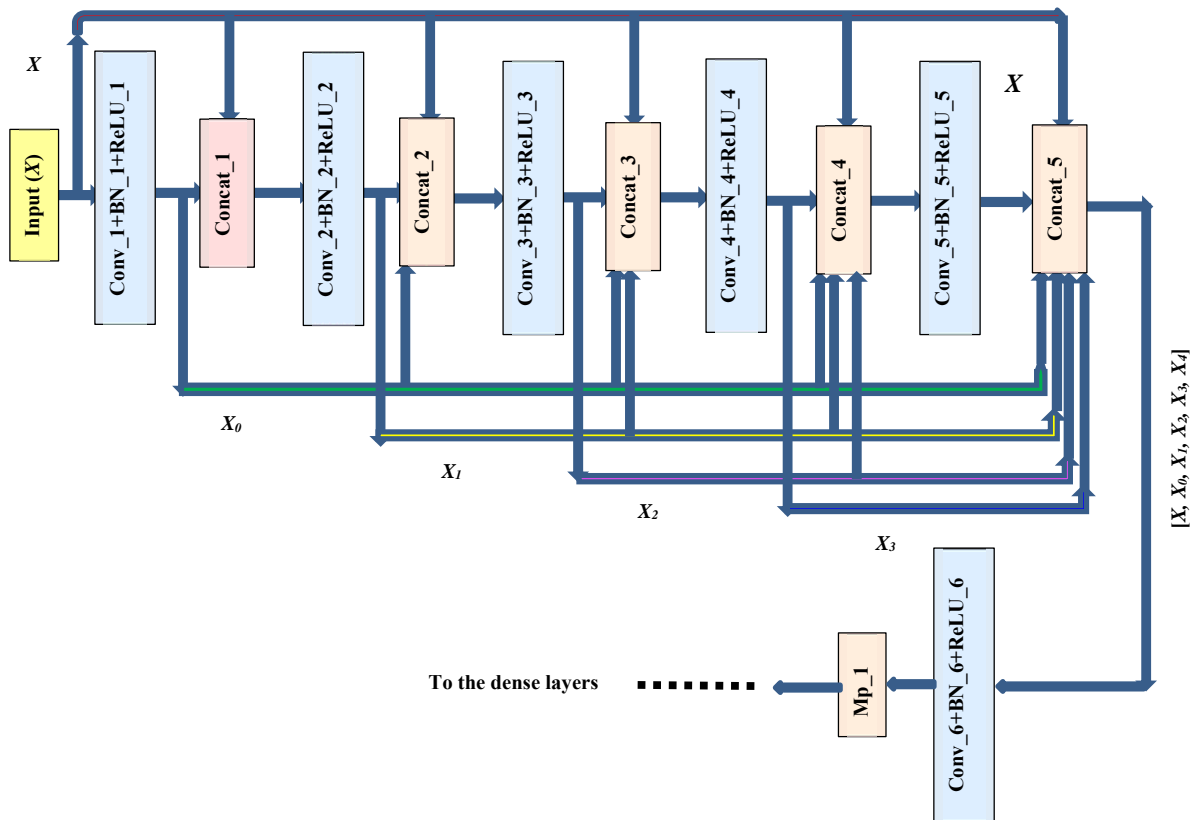 X
Input (X)
Conv_1+BN_1+ReLU_1
Concat_1
Conv_2+BN_2+ReLU_2
Concat_2
Conv_3+BN_3+ReLU_3
Concat_3
Conv_4+BN_4+ReLU_4
Concat_4
Conv_5+BN_5+ReLU_5
X
Concat_5
X0
X1
X2
X3
[X, X0, X1, X2, X3, X4]
To the dense layers
Mp_1
Conv_6+BN_6+ReLU_6